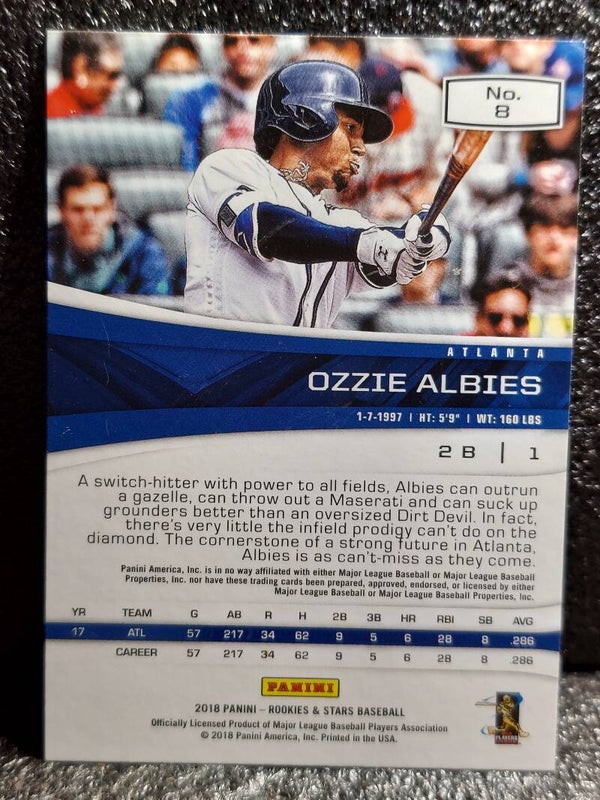 No.
8
ATLANTA
OZZIE ALBIES
1-7-1997 | HT: 5'9" | WT: 160 LBS
2B | 1
A switch-hitter with power to all fields, Albies can outrun
a gazelle, can throw out a Maserati and can suck up
grounders better than an oversized Dirt Devil. In fact,
there's very little the infield prodigy can't do on the
diamond. The cornerstone of a strong future in Atlanta,
Albies is as can't-miss as they come.
Panini America, Inc. is in no way affiliated with either Major League Baseball or Major League Baseball
Properties, Inc. nor have these trading cards been prepared, approved, endorsed, or licensed by either
Major League Baseball or Major League Baseball Properties, Inc.
YR TEAM G AB R H 2B 3B HR RBI SB AVG
17 ATL 57 217 34 62 9 5 6 28 8 .286
CAREER 57 217 34 62 9 5 6 28 8 .286
PANINI
2018 PANINI – ROOKIES & STARS BASEBALL
Officially Licensed Product of Major League Baseball Players Association
© 2018 Panini America, Inc. Printed in the USA.